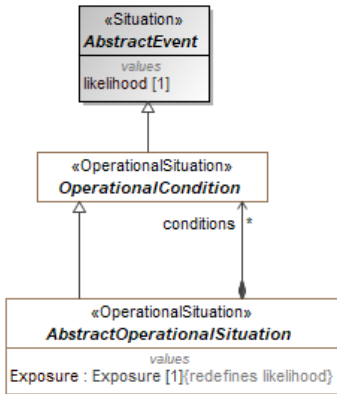 «Situation»
AbstractEvent
values
likelihood [1]
«OperationalSituation»
OperationalCondition
conditions
*
«OperationalSituation»
AbstractOperationalSituation
values
Exposure : Exposure [1]{redefines likelihood}